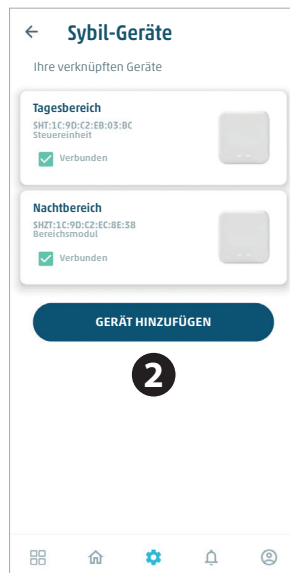 Sybil-Geräte
Ihre verknüpften Geräte
Tagesbereich
SHT:1C:9D:C2:EB:03:BC
Steuereinheit
Verbunden
Nachtbereich
SHZT:1C:9D:C2:EC:8E:38
Bereichsmodul
Verbunden
GERÄT HINZUFÜGEN
2